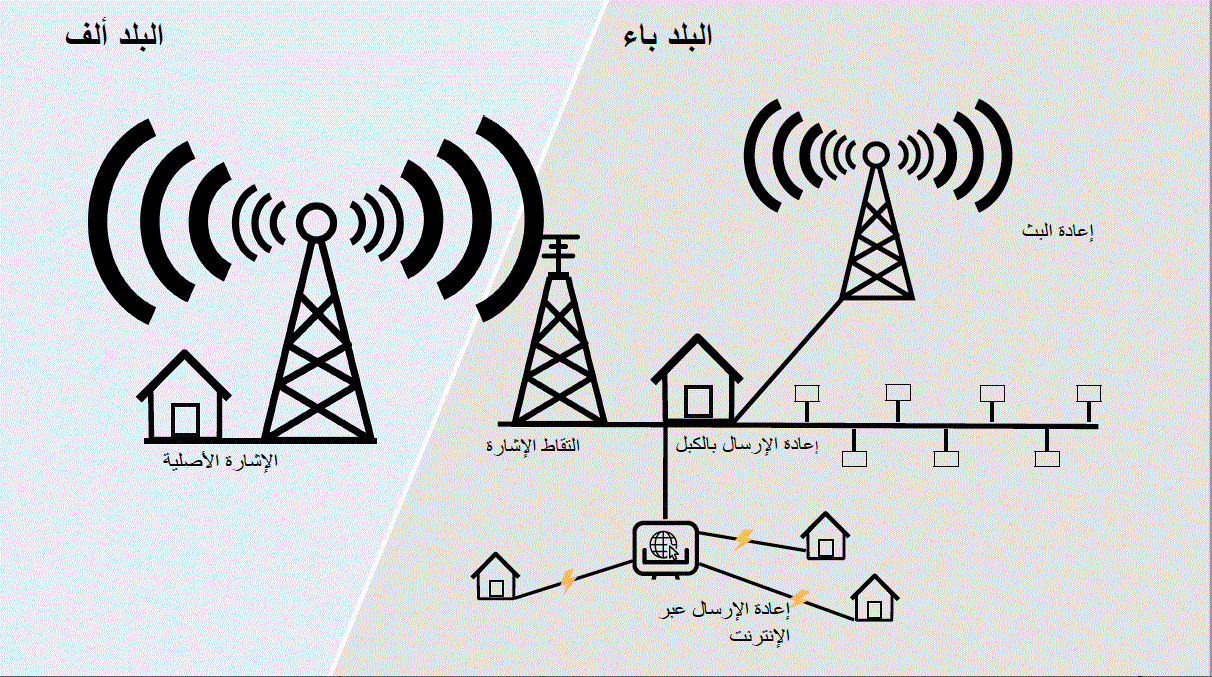 البلد باء
البلد ألف
إعادة البث
إعادة الإرسال بالكبل
التقاط الإشارة
الإشارة الأصلية
إعادة الإرسال عبر
الإنترنت